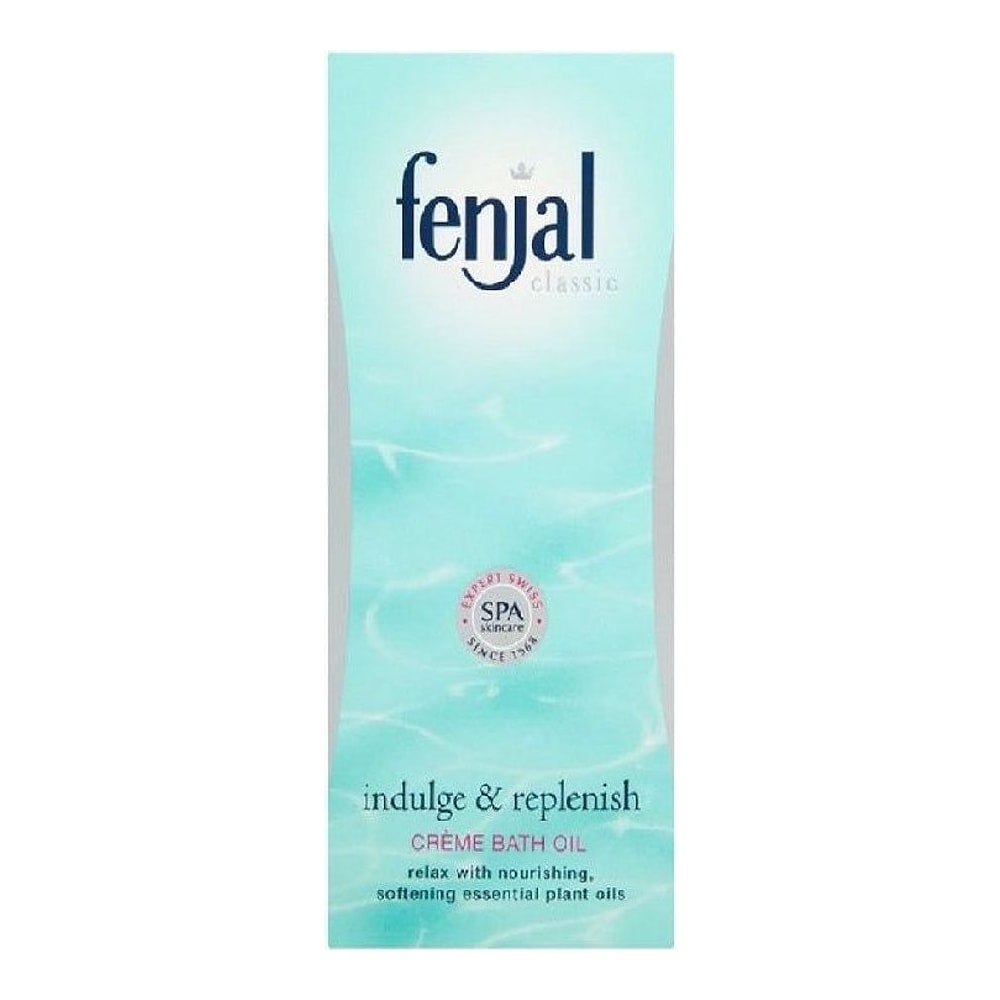 fenjal
classic
EXPERT SWISS
SPA
skincare
SINCE 1968
indulge & replenish
CRÈME BATH OIL
relax with nourishing,
softening essential plant oils